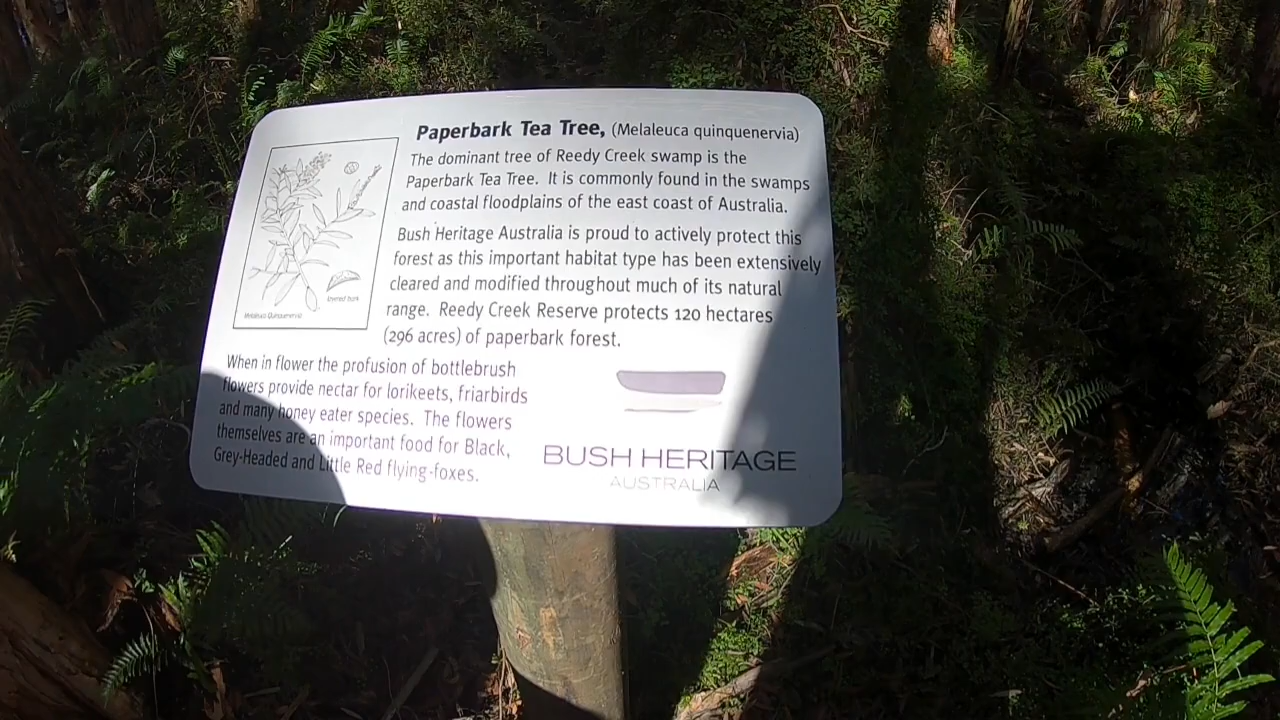 Paperbark Tea Tree, (Melaleuca quinquenervia)
The dominant tree of Reedy Creek swamp is the
Paperbark Tea Tree. It is commonly found in the swamps
and coastal floodplains of the east coast of Australia.
Bush Heritage Australia is proud to actively protect this
forest as this important habitat type has been extensively
cleared and modified throughout much of its natural
range. Reedy Creek Reserve protects 120 hectares
(296 acres) of paperbark forest.
layered bark
Melaleuca Quinquenervia
When in flower the profusion of bottlebrush
flowers provide nectar for lorikeets, friarbirds
and many honey eater species. The flowers
themselves are an important food for Black,
Grey-Headed and Little Red flying-foxes.
BUSH HERITAGE
AUSTRALIA